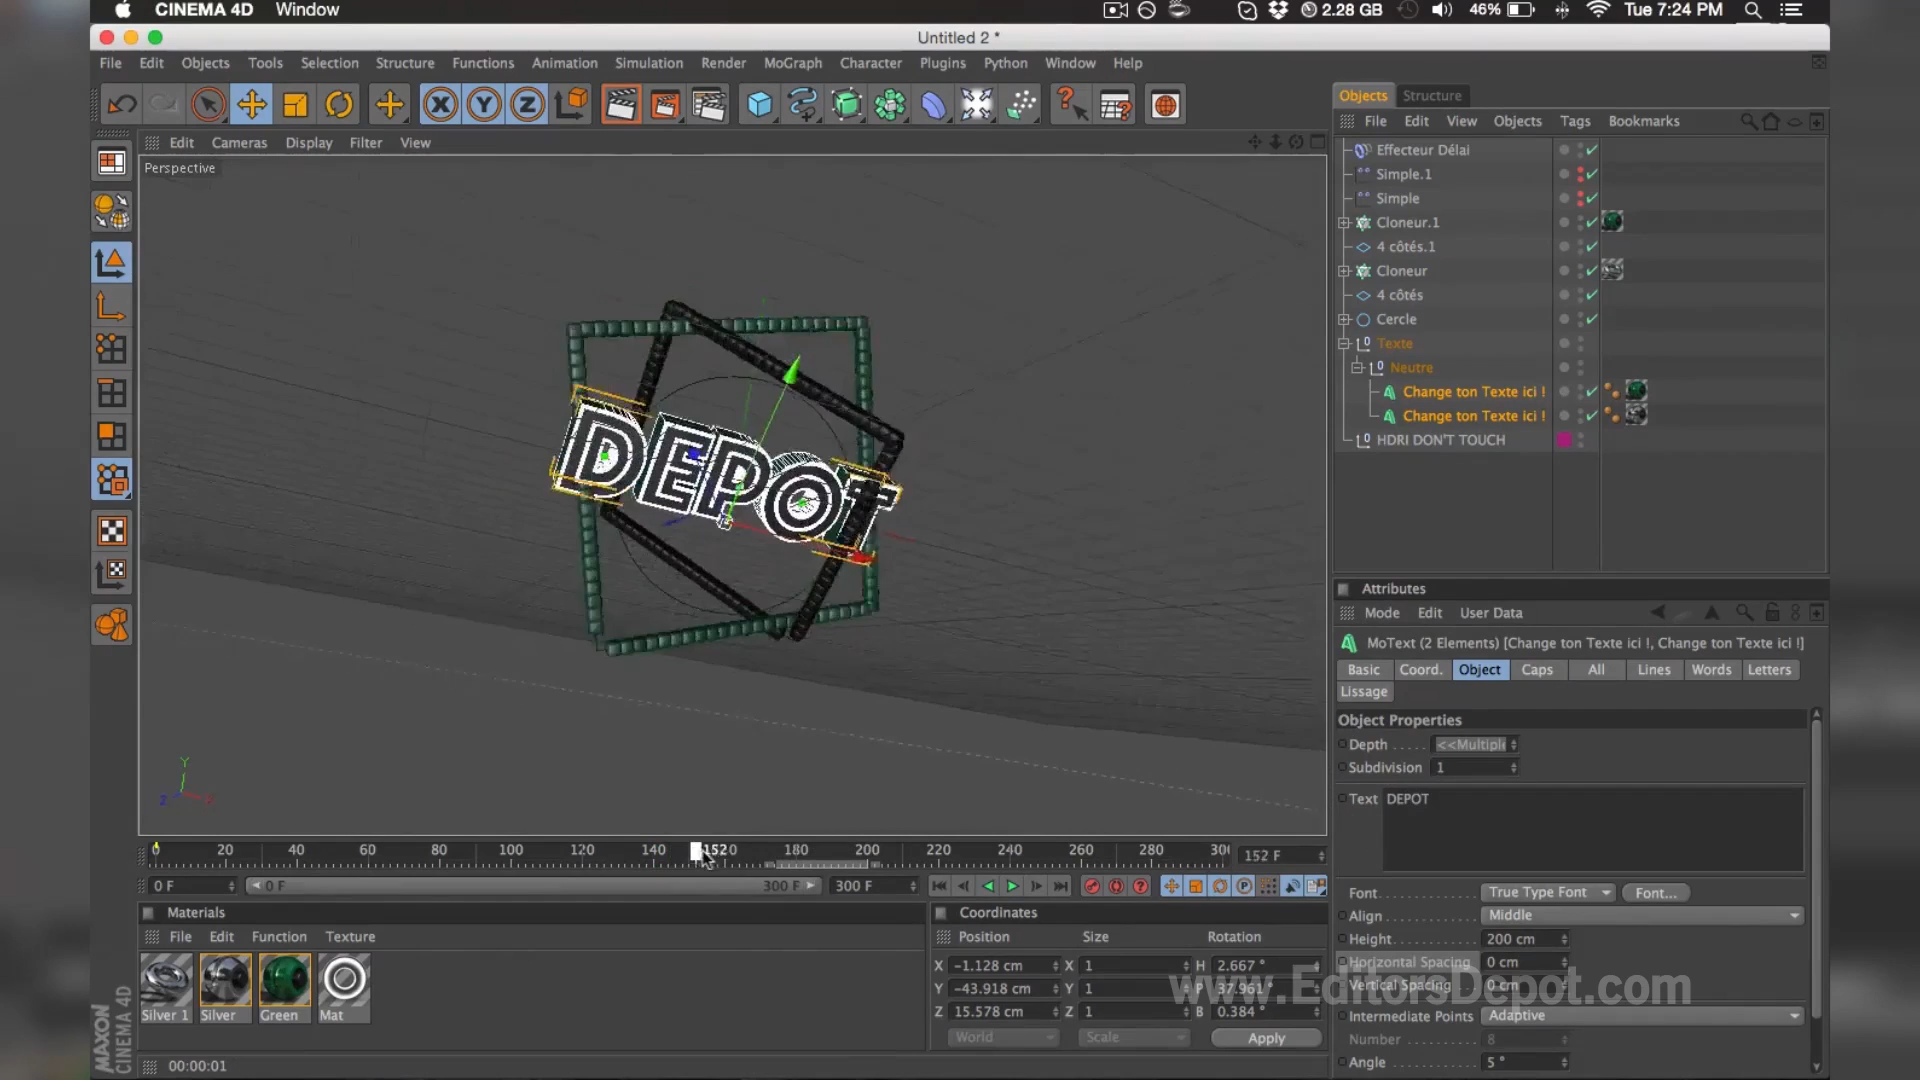 CINEMA 4D Window
2.28 GB 46% Tue 7:24 PM
Untitled 2 *
File Edit Objects Tools Selection Structure Functions Animation Simulation Render MoGraph Character Plugins Python Window Help
X Y Z
Objects Structure
File Edit View Objects Tags Bookmarks
Edit Cameras Display Filter View
Perspective
Effecteur Délai
Simple.1
Simple
Cloneur.1
4 côtés.1
Cloneur
4 côtés
Cercle
Texte
Neutre
Change ton Texte ici !
Change ton Texte ici !
HDRI DON'T TOUCH
DEPOT
Y
Z X
Attributes
Mode Edit User Data
MoText (2 Elements) [Change ton Texte ici !, Change ton Texte ici !]
Basic Coord. Object Caps All Lines Words Letters
Lissage
Object Properties
Depth <<Multipl
Subdivision 1
Text DEPOT
Font True Type Font Font...
Align Middle
Height 200 cm
Horizontal Spacing 0 cm
Vertical Spacing 0 cm
Intermediate Points Adaptive
Number 8
Angle 5 °
0 20 40 60 80 100 120 140 152 180 200 220 240 260 280 152 F
0 F 0 F 300 F 300 F
Materials
File Edit Function Texture
Silver 1 Silver Green Mat
Coordinates
Position Size Rotation
X -1.128 cm X 1 H 2.667 °
Y -43.918 cm Y 1 P 37.961 °
Z 15.578 cm Z 1 B 0.384 °
World Scale Apply
www.EditorsDepot.com
MAXON
CINEMA 4D
00:00:01